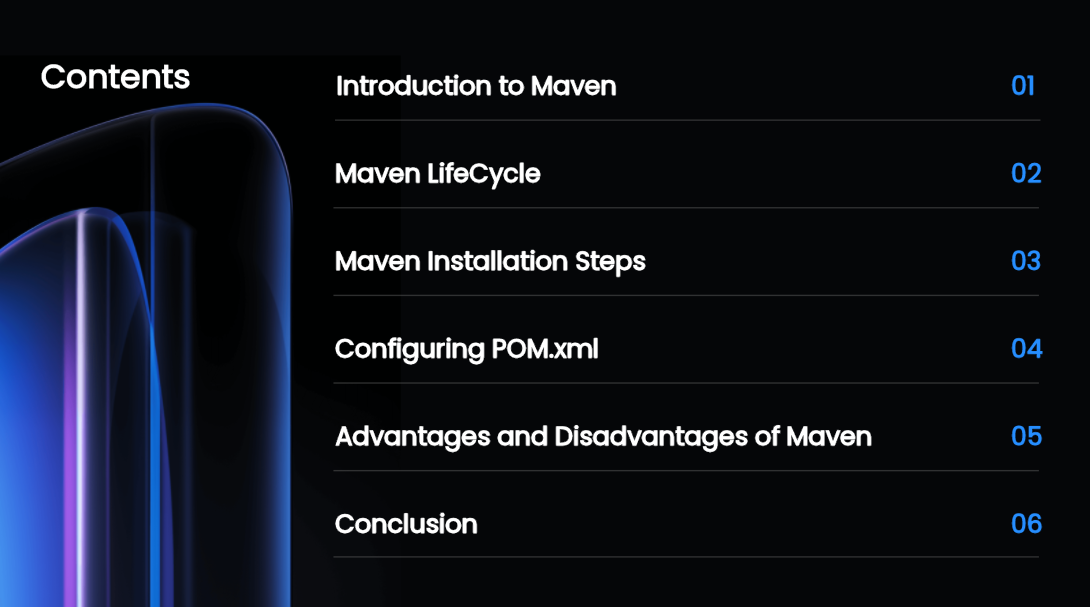 Contents
Introduction to Maven 01
Maven LifeCycle 02
Maven Installation Steps 03
Configuring POM.xml 04
Advantages and Disadvantages of Maven 05
Conclusion 06